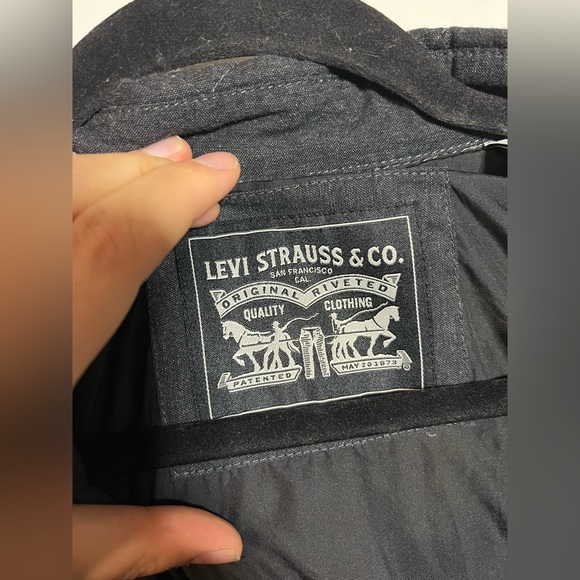 LEVI STRAUSS & CO.
SAN FRANCISCO
CAL.
ORIGINAL RIVETED
QUALITY CLOTHING
PATENTED MAY 20 1873
®